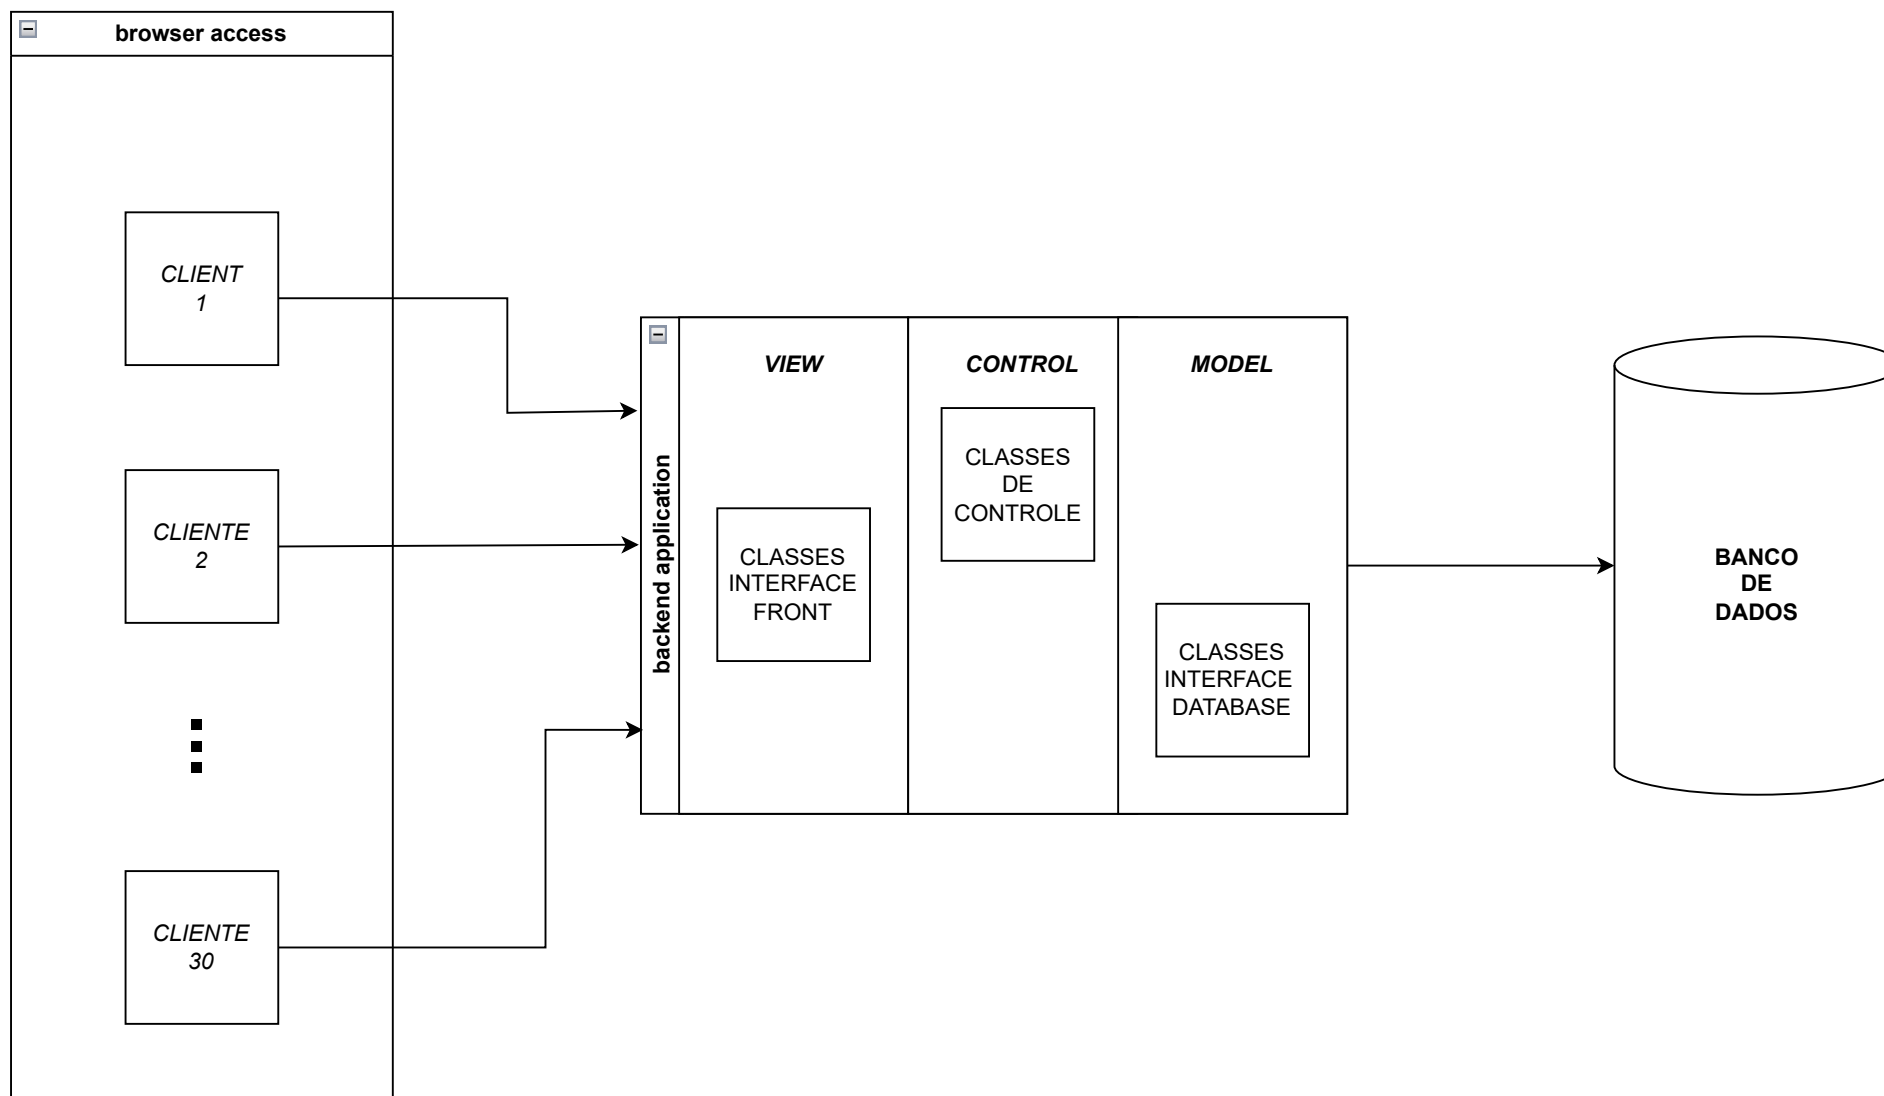 browser access
CLIENT
1
CLIENTE
2
CLIENTE
30
backend application
VIEW
CLASSES
INTERFACE
FRONT
CONTROL
CLASSES
DE
CONTROLE
MODEL
CLASSES
INTERFACE
DATABASE
BANCO
DE
DADOS